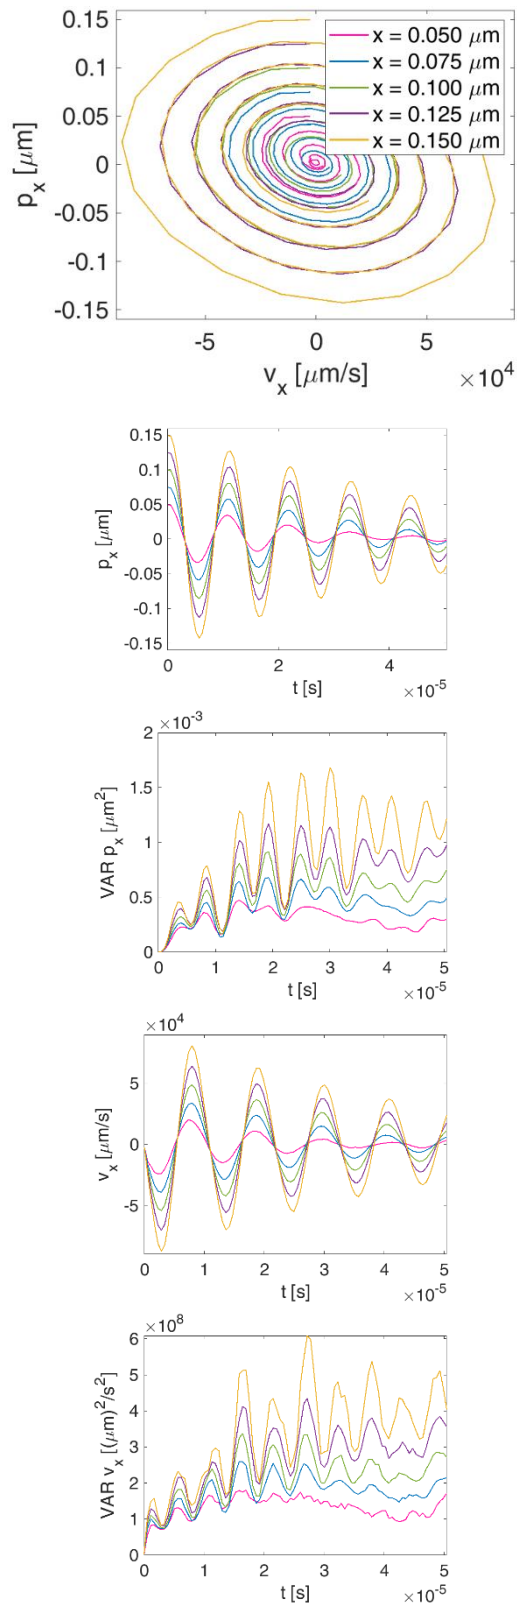 0.15
0.1
0.05
0
-0.05
-0.1
-0.15
p_x [μm]
x = 0.050 μm
x = 0.075 μm
x = 0.100 μm
x = 0.125 μm
x = 0.150 μm
-5 0 5
v_x [μm/s]
×10^4
0.15
0.1
0.05
0
-0.05
-0.1
-0.15
p_x [μm]
0 2 4
t [s]
×10^-5
×10^-3
2
1.5
1
0.5
0
VAR p_x [μm^2]
0 1 2 3 4 5
t [s]
×10^-5
×10^4
5
0
-5
v_x [μm/s]
0 1 2 3 4 5
t [s]
×10^-5
×10^8
6
5
4
3
2
1
0
VAR v_x [(μm)^2/s^2]
0 1 2 3 4 5
t [s]
×10^-5